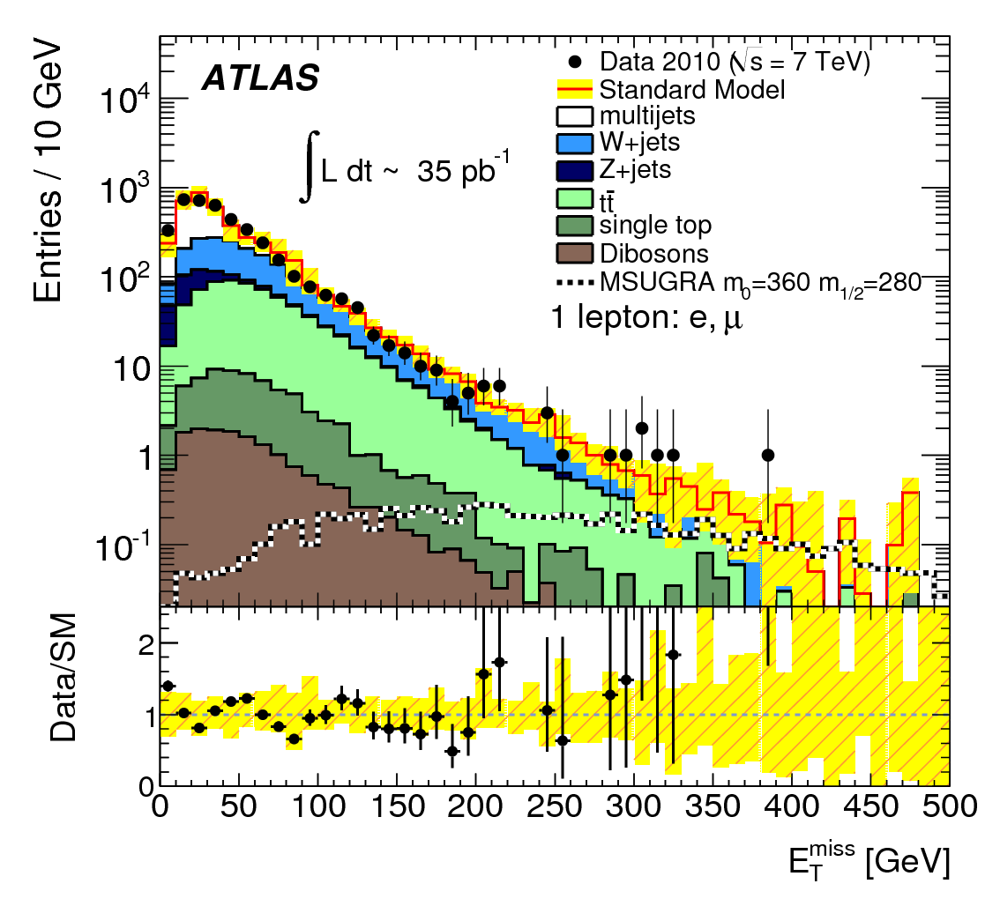 Entries / 10 GeV
10⁴
10³
10²
10
1
10⁻¹
ATLAS
∫ L dt ~ 35 pb⁻¹
Data 2010 (√s = 7 TeV)
Standard Model
multijets
W+jets
Z+jets
tt̄
single top
Dibosons
MSUGRA m₀=360 m₁/₂=280
1 lepton: e, μ
Data/SM
2
1
0
0 50 100 150 200 250 300 350 400 450 500
E_T^miss [GeV]